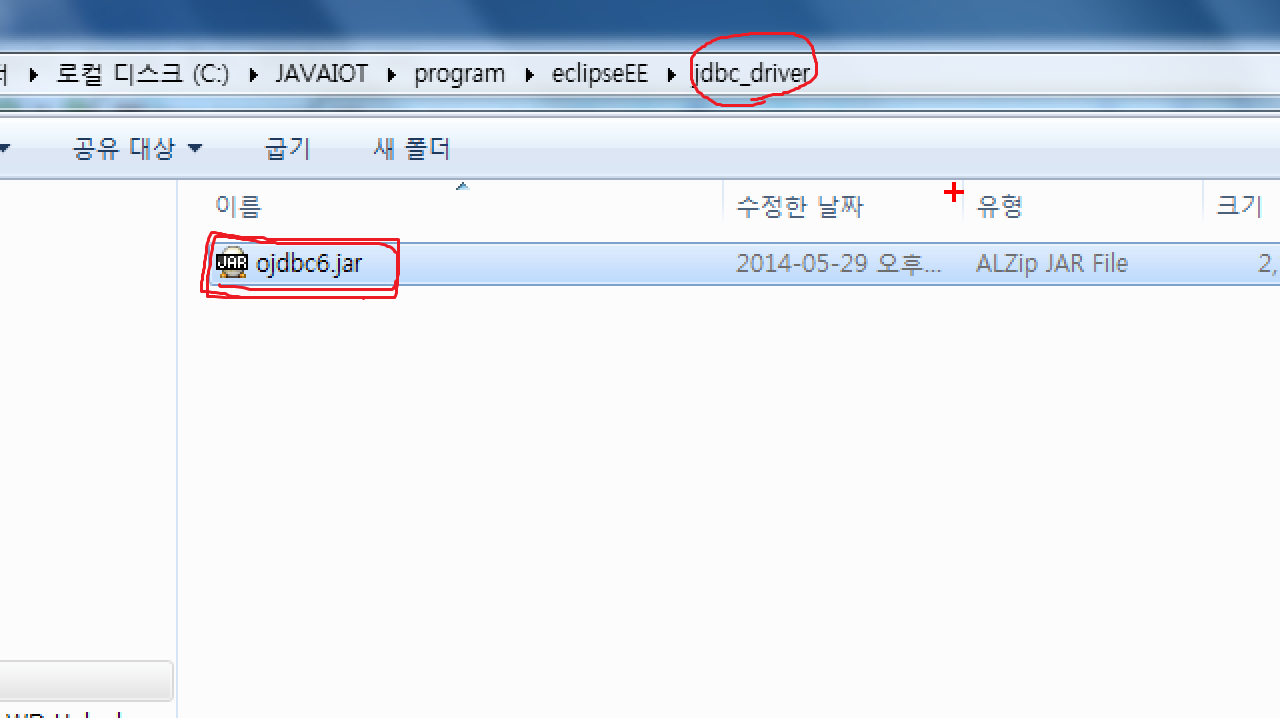 로컬 디스크 (C:) JAVAIOT program eclipseEE jdbc_driver
공유 대상 굽기 새 폴더
이름 수정한 날짜 유형 크기
JAR ojdbc6.jar 2014-05-29 오후... ALZip JAR File 2,